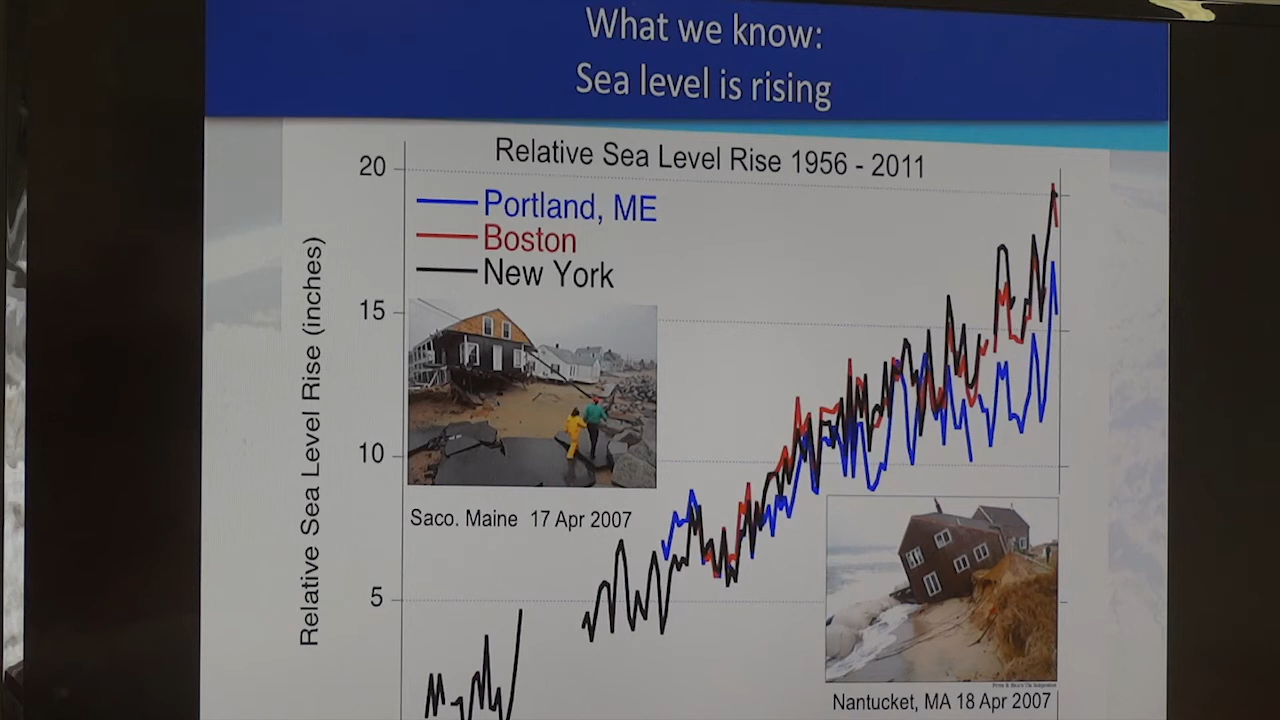 What we know:
Sea level is rising
Relative Sea Level Rise 1956 - 2011
20
Portland, ME
Boston
New York
15
10
5
Relative Sea Level Rise (inches)
Saco. Maine 17 Apr 2007
Nantucket, MA 18 Apr 2007